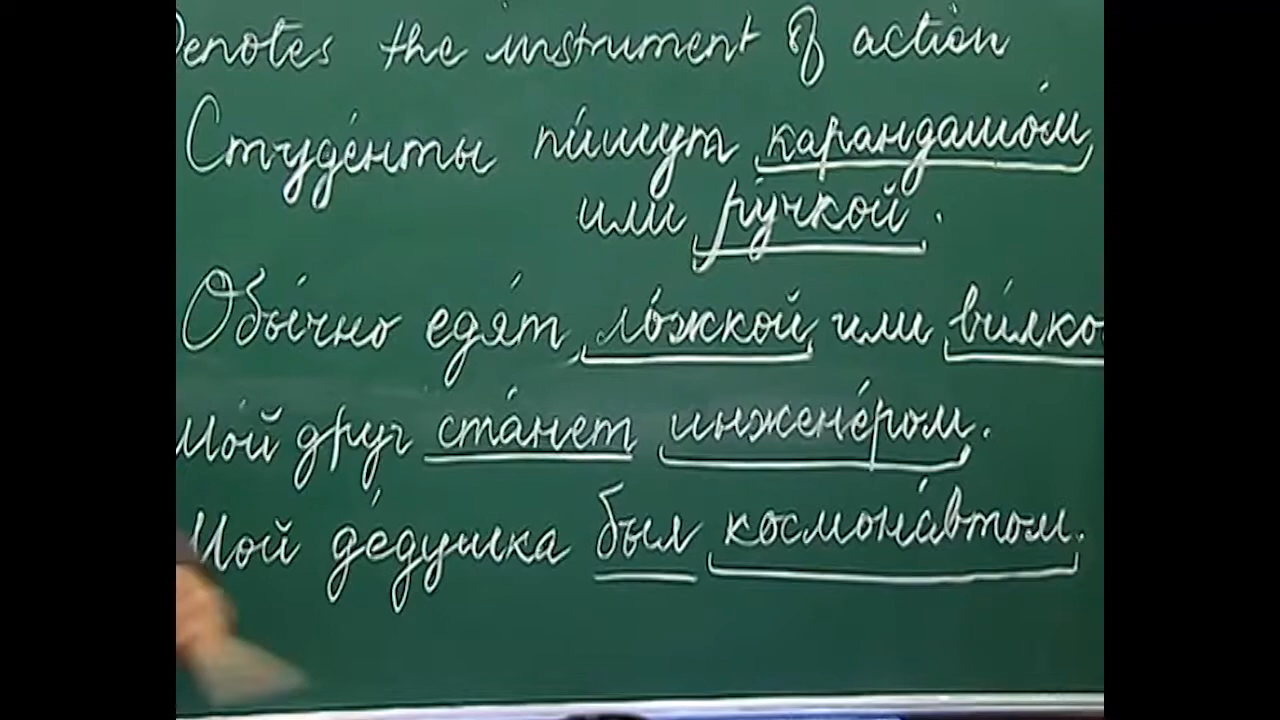 Denotes the instrument of action
Студе́нты пи́шут карандашо́м
или ру́чкой.
Обы́чно едя́т ло́жкой или ви́лко
Мой друг ста́нет инжене́ром.
Мой де́душка был космона́втом.